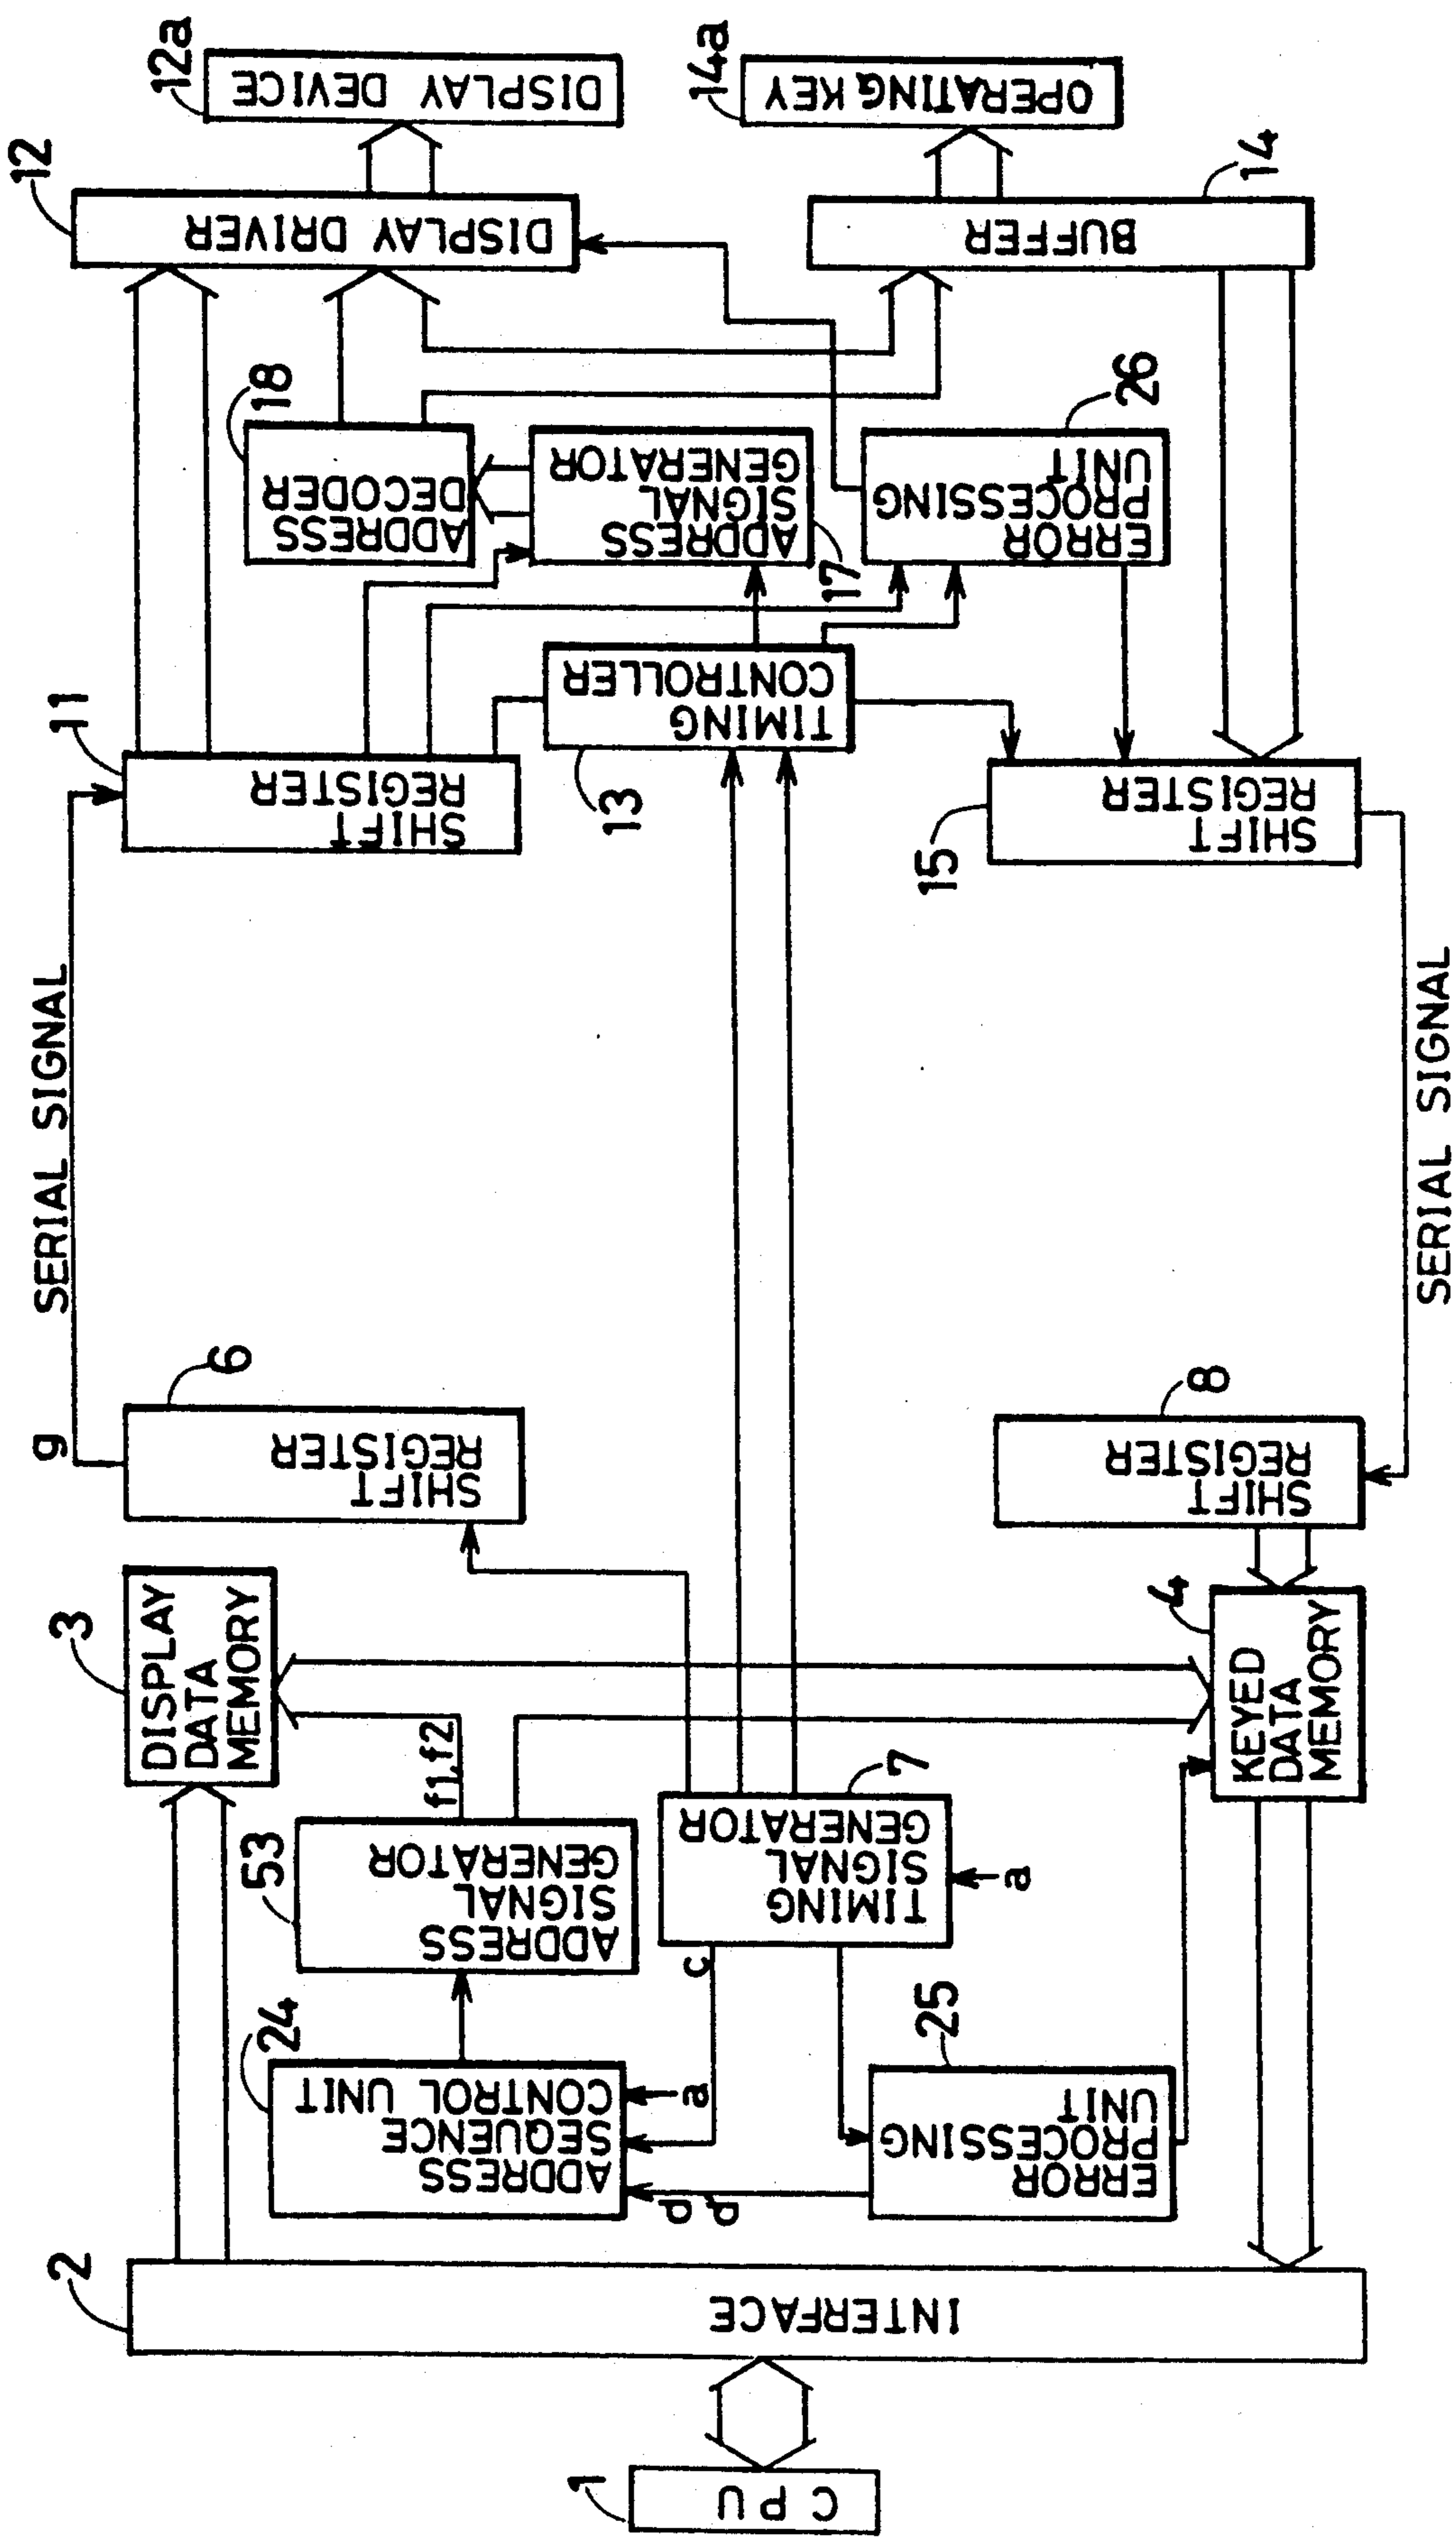 1
CPU
2
INTERFACE
3
DISPLAY
DATA
MEMORY
24
ADDRESS
SEQUENCE
CONTROL UNIT
a
c
d
d
53
ADDRESS
SIGNAL
GENERATOR
f1,f2
25
ERROR
PROCESSING
UNIT
7
TIMING
SIGNAL
GENERATOR
a
4
KEYED
DATA
MEMORY
6
SHIFT
REGISTER
g
8
SHIFT
REGISTER
SERIAL SIGNAL
SERIAL SIGNAL
11
SHIFT
REGISTER
13
TIMING
CONTROLLER
15
SHIFT
REGISTER
18
ADDRESS
DECODER
17
ADDRESS
SIGNAL
GENERATOR
26
ERROR
PROCESSING
UNIT
12
DISPLAY DRIVER
12a
DISPLAY DEVICE
14
BUFFER
14a
OPERATING KEY